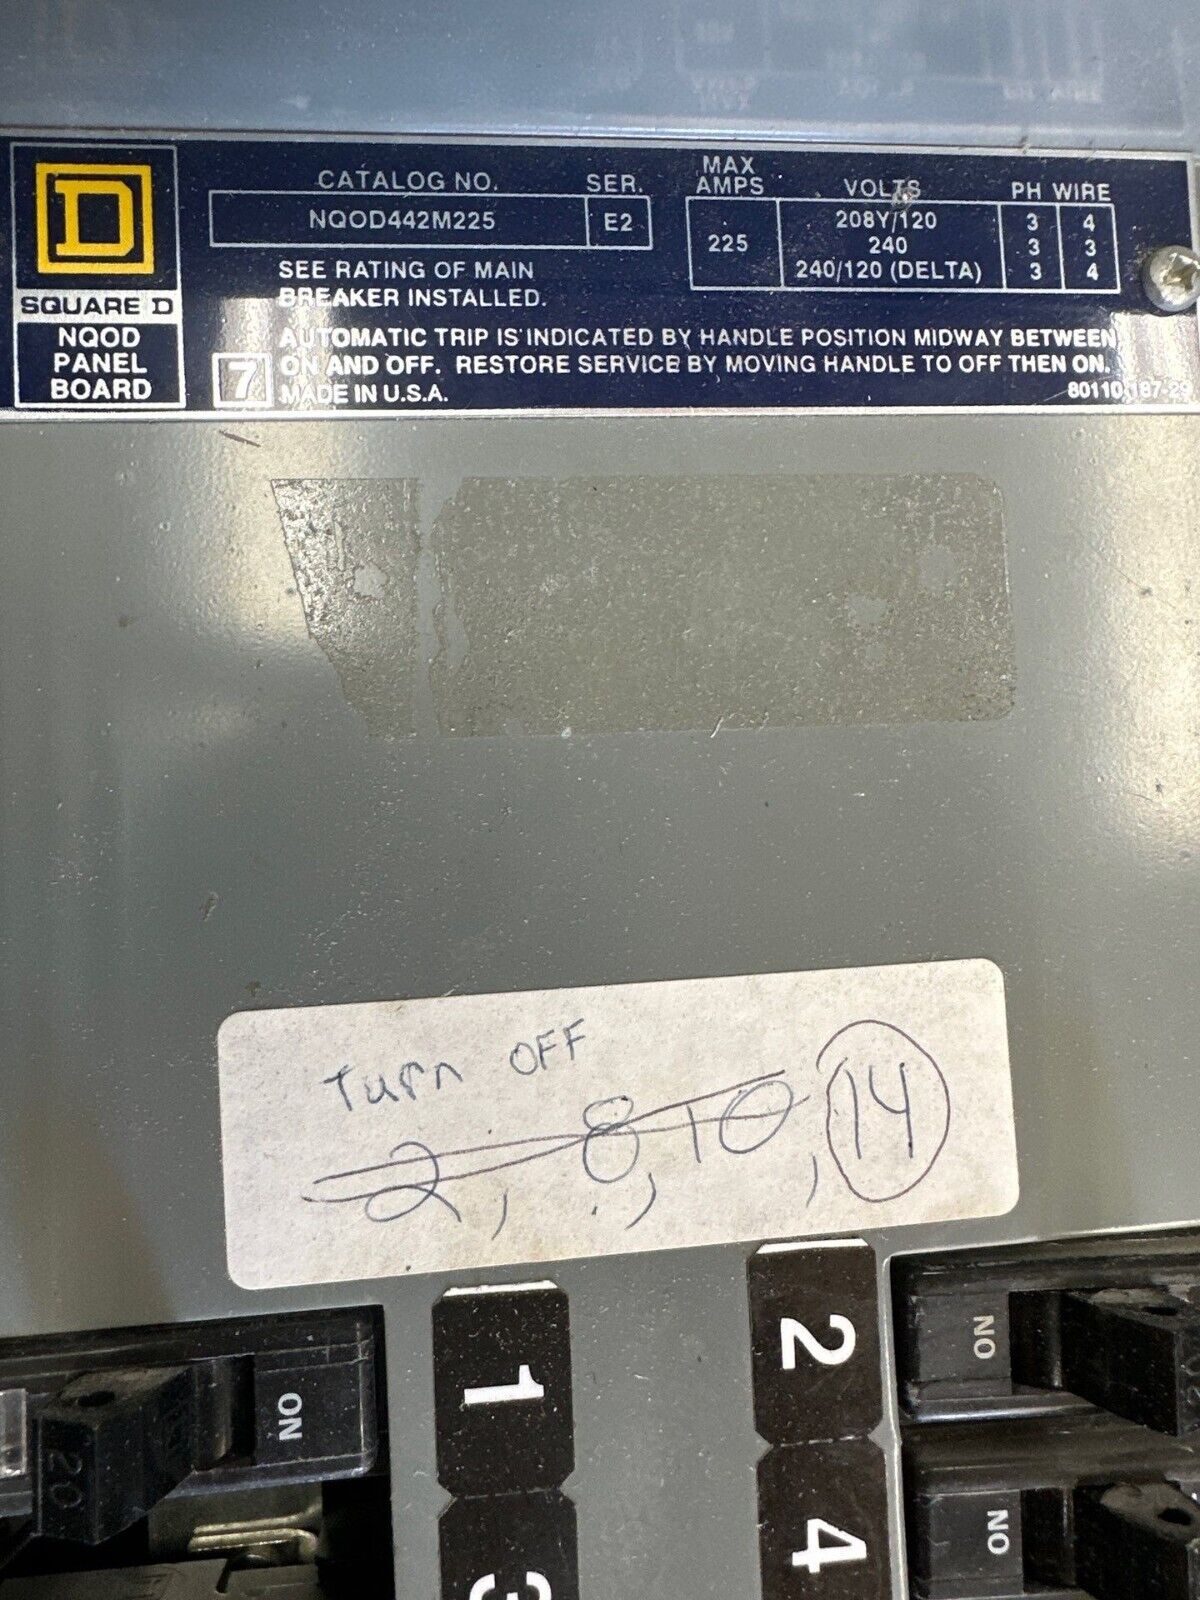 D
SQUARE D
NQOD
PANEL
BOARD
CATALOG NO. SER.
NQOD442M225 E2
SEE RATING OF MAIN
BREAKER INSTALLED.
MAX
AMPS VOLTS PH WIRE
225
208Y/120 3 4
240 3 3
240/120 (DELTA) 3 4
AUTOMATIC TRIP IS INDICATED BY HANDLE POSITION MIDWAY BETWEEN
ON AND OFF. RESTORE SERVICE BY MOVING HANDLE TO OFF THEN ON.
7 MADE IN U.S.A.
Turn OFF
2, 8, 10, 14
1 2
3 4
ON
20
ON
ON